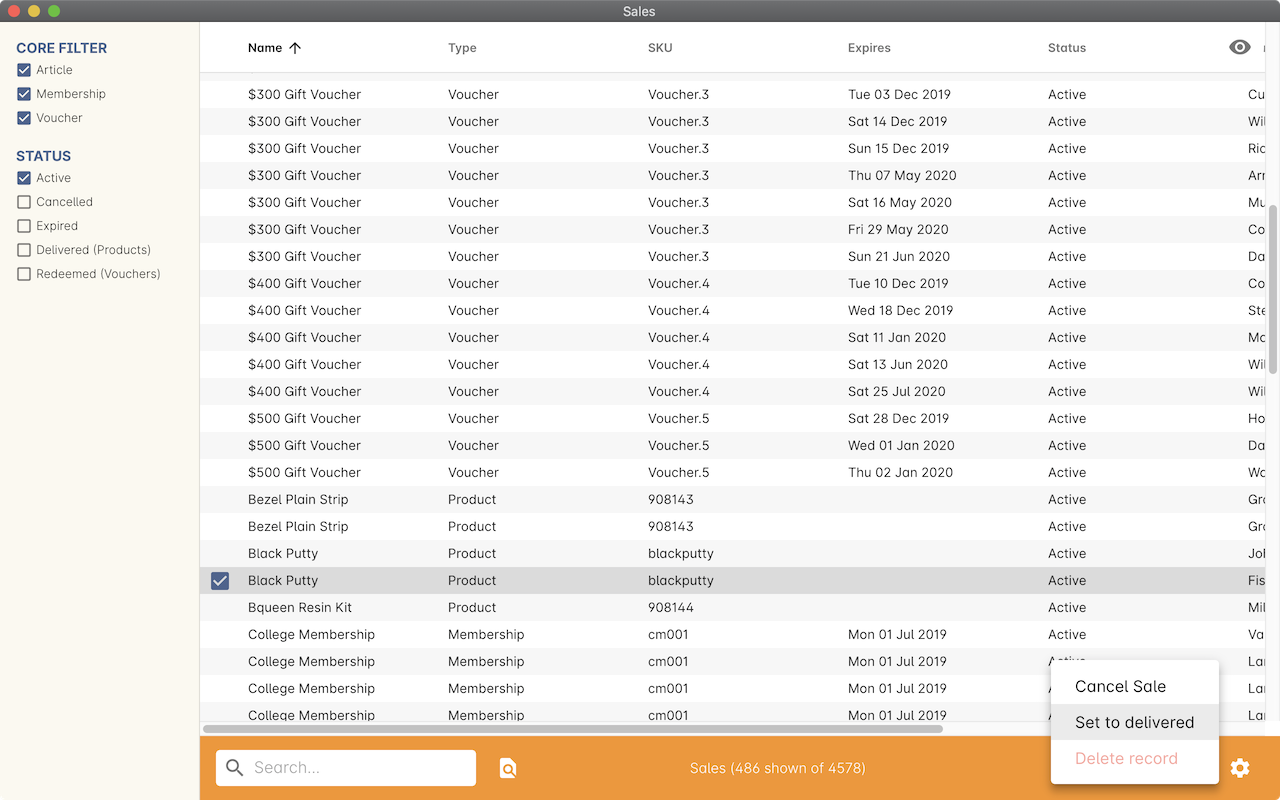 Sales
CORE FILTER
Article
Membership
Voucher
STATUS
Active
Cancelled
Expired
Delivered (Products)
Redeemed (Vouchers)
Name Type SKU Expires Status
$300 Gift Voucher Voucher Voucher.3 Tue 03 Dec 2019 Active Cu
$300 Gift Voucher Voucher Voucher.3 Sat 14 Dec 2019 Active Wil
$300 Gift Voucher Voucher Voucher.3 Sun 15 Dec 2019 Active Ric
$300 Gift Voucher Voucher Voucher.3 Thu 07 May 2020 Active Arr
$300 Gift Voucher Voucher Voucher.3 Sat 16 May 2020 Active Mu
$300 Gift Voucher Voucher Voucher.3 Fri 29 May 2020 Active Co
$300 Gift Voucher Voucher Voucher.3 Sun 21 Jun 2020 Active Da
$400 Gift Voucher Voucher Voucher.4 Tue 10 Dec 2019 Active Co
$400 Gift Voucher Voucher Voucher.4 Wed 18 Dec 2019 Active Ste
$400 Gift Voucher Voucher Voucher.4 Sat 11 Jan 2020 Active Mc
$400 Gift Voucher Voucher Voucher.4 Sat 13 Jun 2020 Active Wil
$400 Gift Voucher Voucher Voucher.4 Sat 25 Jul 2020 Active Wil
$500 Gift Voucher Voucher Voucher.5 Sat 28 Dec 2019 Active Ho
$500 Gift Voucher Voucher Voucher.5 Wed 01 Jan 2020 Active Da
$500 Gift Voucher Voucher Voucher.5 Thu 02 Jan 2020 Active Wo
Bezel Plain Strip Product 908143 Active Gr
Bezel Plain Strip Product 908143 Active Gr
Black Putty Product blackputty Active Joh
Black Putty Product blackputty Active Fis
Bqueen Resin Kit Product 908144 Active Mil
College Membership Membership cm001 Mon 01 Jul 2019 Active Va
College Membership Membership cm001 Mon 01 Jul 2019 Active Lar
College Membership Membership cm001 Mon 01 Jul 2019 Lar
College Membership Membership cm001 Mon 01 Jul 2019 Lar
Cancel Sale
Set to delivered
Delete record
Search...
Sales (486 shown of 4578)